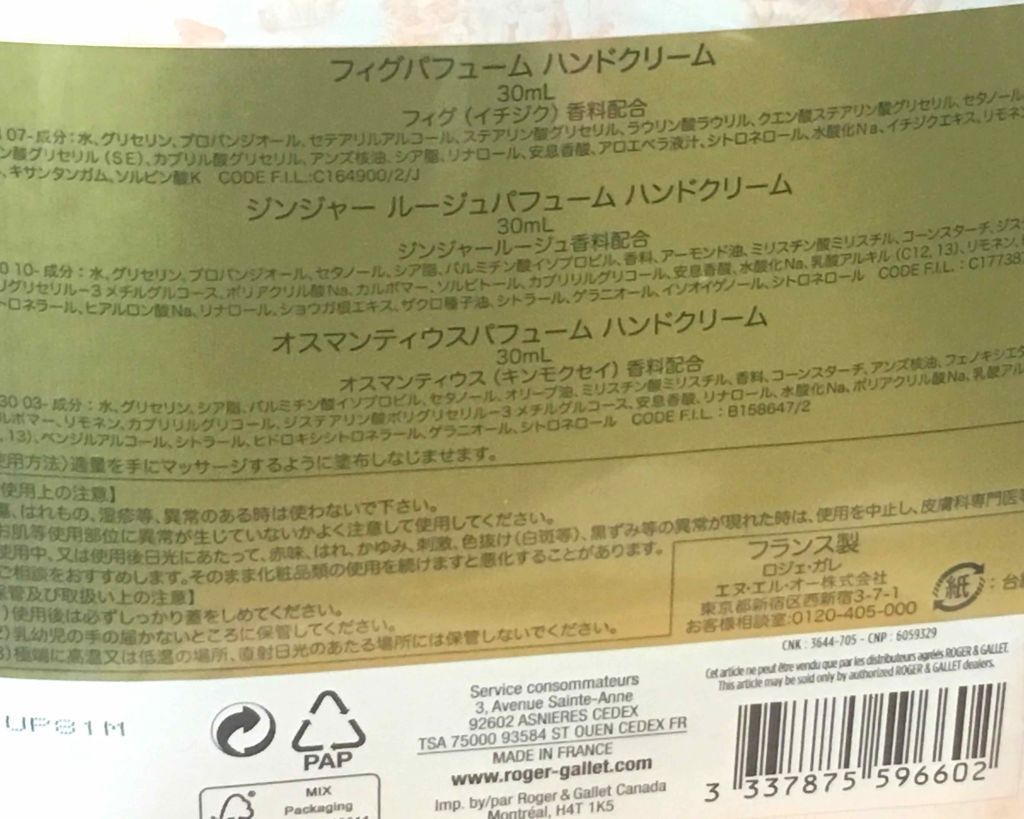 フィグパフューム ハンドクリーム
30mL
フィグ（イチジク）香料配合
07- 成分：水、グリセリン、プロパンジオール、セテアリルアルコール、ステアリン酸グリセリル、ラウリン酸ラウリル、クエン酸ステアリン酸グリセリル、セタノール、
ン酸グリセリル（SE）、カプリル酸グリセリル、アンズ核油、シア脂、リナロール、安息香酸、アロエベラ液汁、シトロネロール、水酸化Na、イチジクエキス、リモネ
、キサンタンガム、ソルビン酸K CODE F.I.L.:C164900/2/J
ジンジャー ルージュパフューム ハンドクリーム
30mL
ジンジャールージュ香料配合
0 10- 成分：水、グリセリン、プロパンジオール、セタノール、シア脂、パルミチン酸イソプロピル、香料、アーモンド油、ミリスチン酸ミリスチル、コーンスターチ、ジス
リグリセリル－3メチルグルコース、ポリアクリル酸Na、カルボマー、ソルビトール、カプリリルグリコール、安息香酸、水酸化Na、乳酸アルキル（C12, 13）、リモネン、
トロネラール、ヒアルロン酸Na、リナロール、ショウガ根エキス、ザクロ種子油、シトラール、ゲラニオール、イソオイゲノール、シトロネロール CODE F.I.L.：C17738
オスマンティウスパフューム ハンドクリーム
30mL
オスマンティウス（キンモクセイ）香料配合
30 03- 成分：水、グリセリン、シア脂、パルミチン酸イソプロピル、セタノール、オリーブ油、ミリスチン酸ミリスチル、香料、コーンスターチ、アンズ核油、フェノキシエタ
ルボマー、リモネン、カプリリルグリコール、ジステアリン酸ポリグリセリル－3メチルグルコース、安息香酸、リナロール、水酸化Na、ポリアクリル酸Na、乳酸アル
, 13）、ベンジルアルコール、シトラール、ヒドロキシシトロネラール、ゲラニオール、シトロネロール CODE F.I.L.：B158647/2
使用方法〉適量を手にマッサージするように塗布しなじませます。
使用上の注意】
傷、はれもの、湿疹等、異常のある時は使わないで下さい。
お肌等使用部位に異常が生じていないかよく注意して使用してください。
使用中、又は使用後日光にあたって、赤味、はれ、かゆみ、刺激、色抜け（白斑等）、黒ずみ等の異常が現れた時は、使用を中止し、皮膚科専門医等
ご相談をおすすめします。そのまま化粧品類の使用を続けますと悪化することがあります。
保管及び取扱い上の注意】
1）使用後は必ずしっかり蓋をしめてください。
2）乳幼児の手の届かないところに保管してください。
3）極端に高温又は低温の場所、直射日光のあたる場所には保管しないでください。
フランス製
ロジェ・ガレ
エヌ・エル・オー株式会社
東京都新宿区西新宿3-7-1
お客様相談室:0120-405-000
紙：台
CNK : 3644-705 - CNP : 6059329
Cet article ne peut être vendu que par les distributeurs agréés ROGER & GALLET.
This article may be sold only by authorized ROGER & GALLET dealers.
UP81M
PAP
MIX
Packaging
Service consommateurs
3, Avenue Sainte-Anne
92602 ASNIERES CEDEX
TSA 75000 93584 ST OUEN CEDEX FR
MADE IN FRANCE
www.roger-gallet.com
Imp. by/par Roger & Gallet Canada
Montréal, H4T 1K5
3 337875 596602